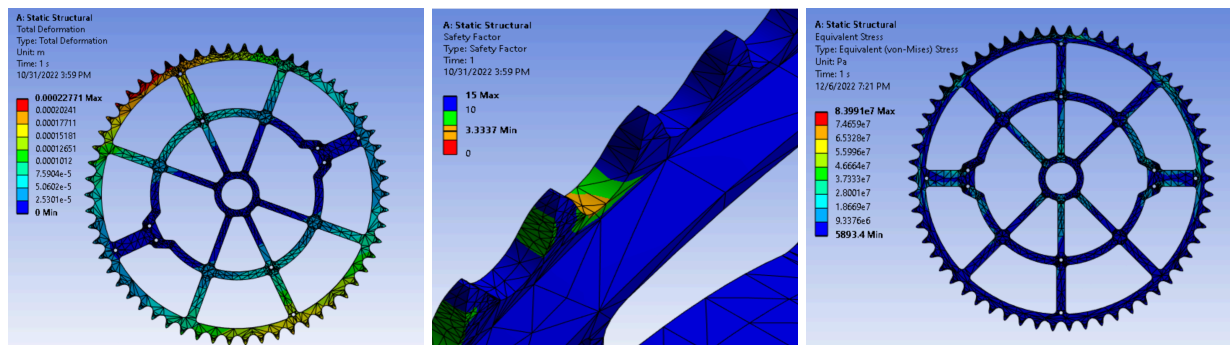 A: Static Structural
Total Deformation
Type: Total Deformation
Unit: m
Time: 1 s
10/31/2022 3:59 PM
0.00022771 Max
0.00020241
0.00017711
0.00015181
0.00012651
0.0001012
7.5904e-5
5.0602e-5
2.5301e-5
0 Min
A: Static Structural
Safety Factor
Type: Safety Factor
Time: 1
10/31/2022 3:59 PM
15 Max
10
3.3337 Min
0
A: Static Structural
Equivalent Stress
Type: Equivalent (von-Mises) Stress
Unit: Pa
Time: 1 s
12/6/2022 7:21 PM
8.3991e7 Max
7.4659e7
6.5328e7
5.5996e7
4.6664e7
3.7333e7
2.8001e7
1.8669e7
9.3376e6
5893.4 Min